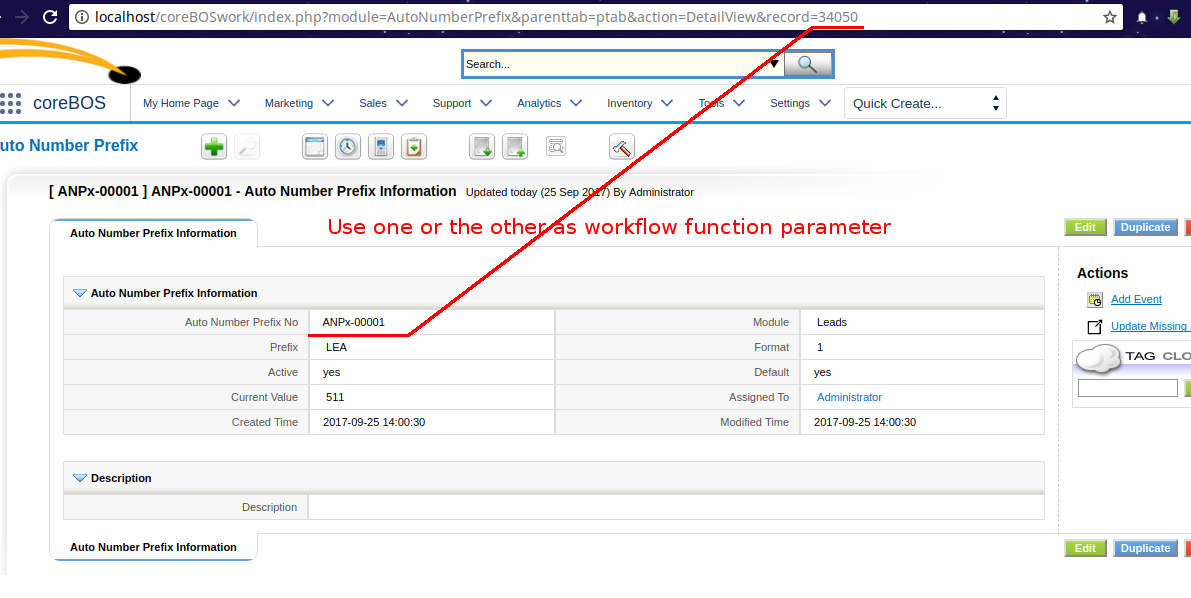 localhost/coreBOSwork/index.php?module=AutoNumberPrefix&parenttab=ptab&action=DetailView&record=34050
Search...
coreBOS My Home Page Marketing Sales Support Analytics Inventory Tools Settings Quick Create...
uto Number Prefix
[ ANPx-00001 ] ANPx-00001 - Auto Number Prefix Information Updated today (25 Sep 2017) By Administrator
Use one or the other as workflow function parameter
Auto Number Prefix Information Edit Duplicate
Actions
Auto Number Prefix Information Add Event
Auto Number Prefix No ANPx-00001 Module Leads Update Missing
Prefix LEA Format 1 TAG CLO
Active yes Default yes
Current Value 511 Assigned To Administrator
Created Time 2017-09-25 14:00:30 Modified Time 2017-09-25 14:00:30
Description
Description
Auto Number Prefix Information Edit Duplicate